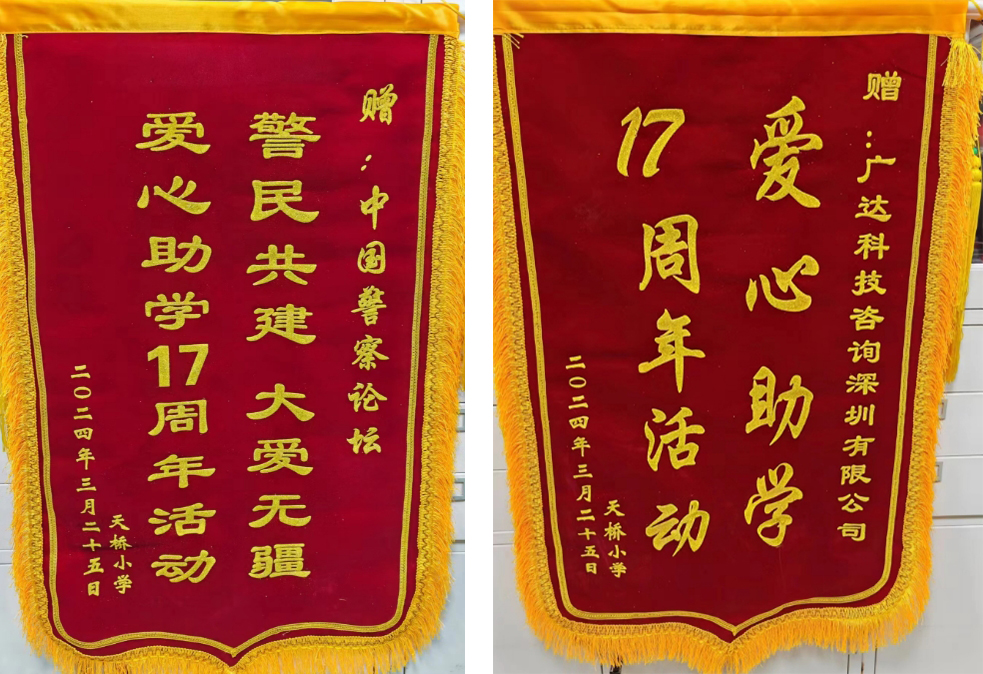 赠：中国警察论坛
警民共建 大爱无疆
爱心助学17周年活动
天桥小学
二〇二四年三月二十五日
赠：广达科技咨询深圳有限公司
爱心助学
17周年活动
天桥小学
二〇二四年三月二十五日